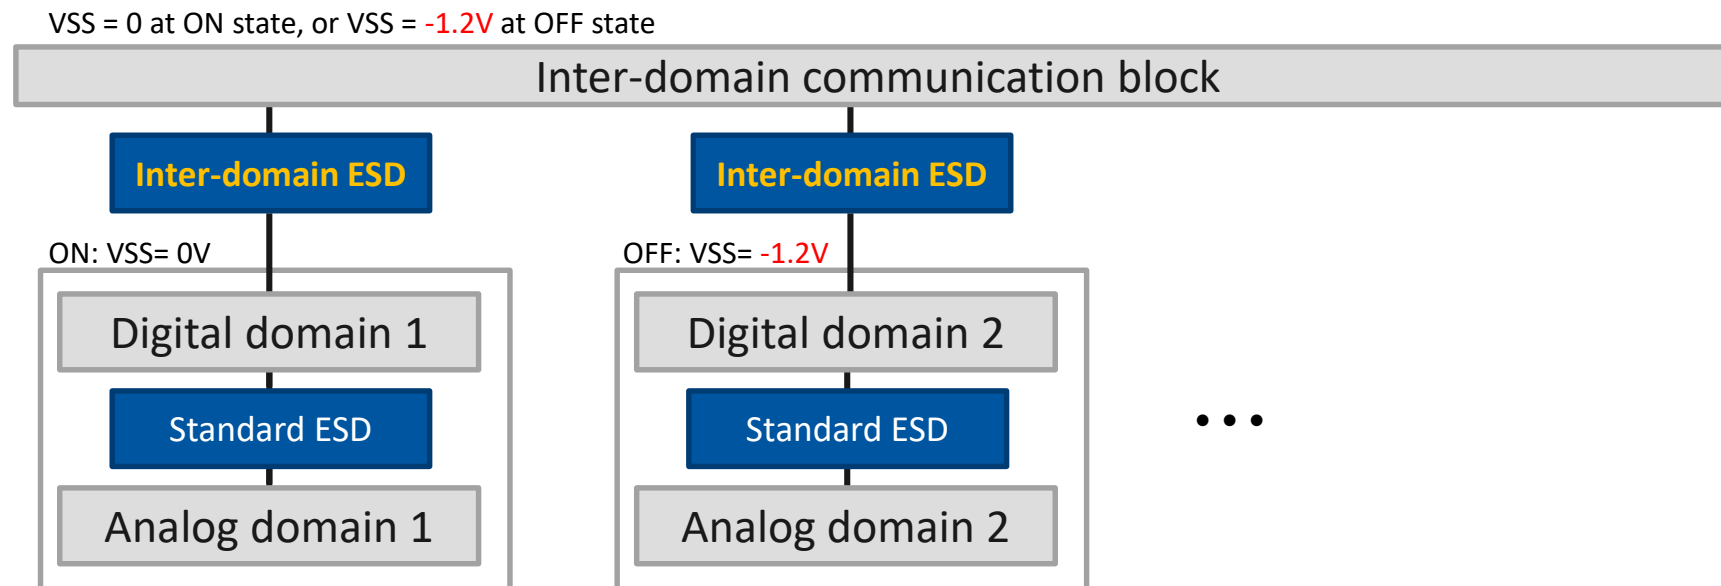 VSS = 0 at ON state, or VSS = -1.2V at OFF state
Inter-domain communication block
Inter-domain ESD
Inter-domain ESD
ON: VSS= 0V
OFF: VSS= -1.2V
Digital domain 1
Digital domain 2
Standard ESD
Standard ESD
...
Analog domain 1
Analog domain 2